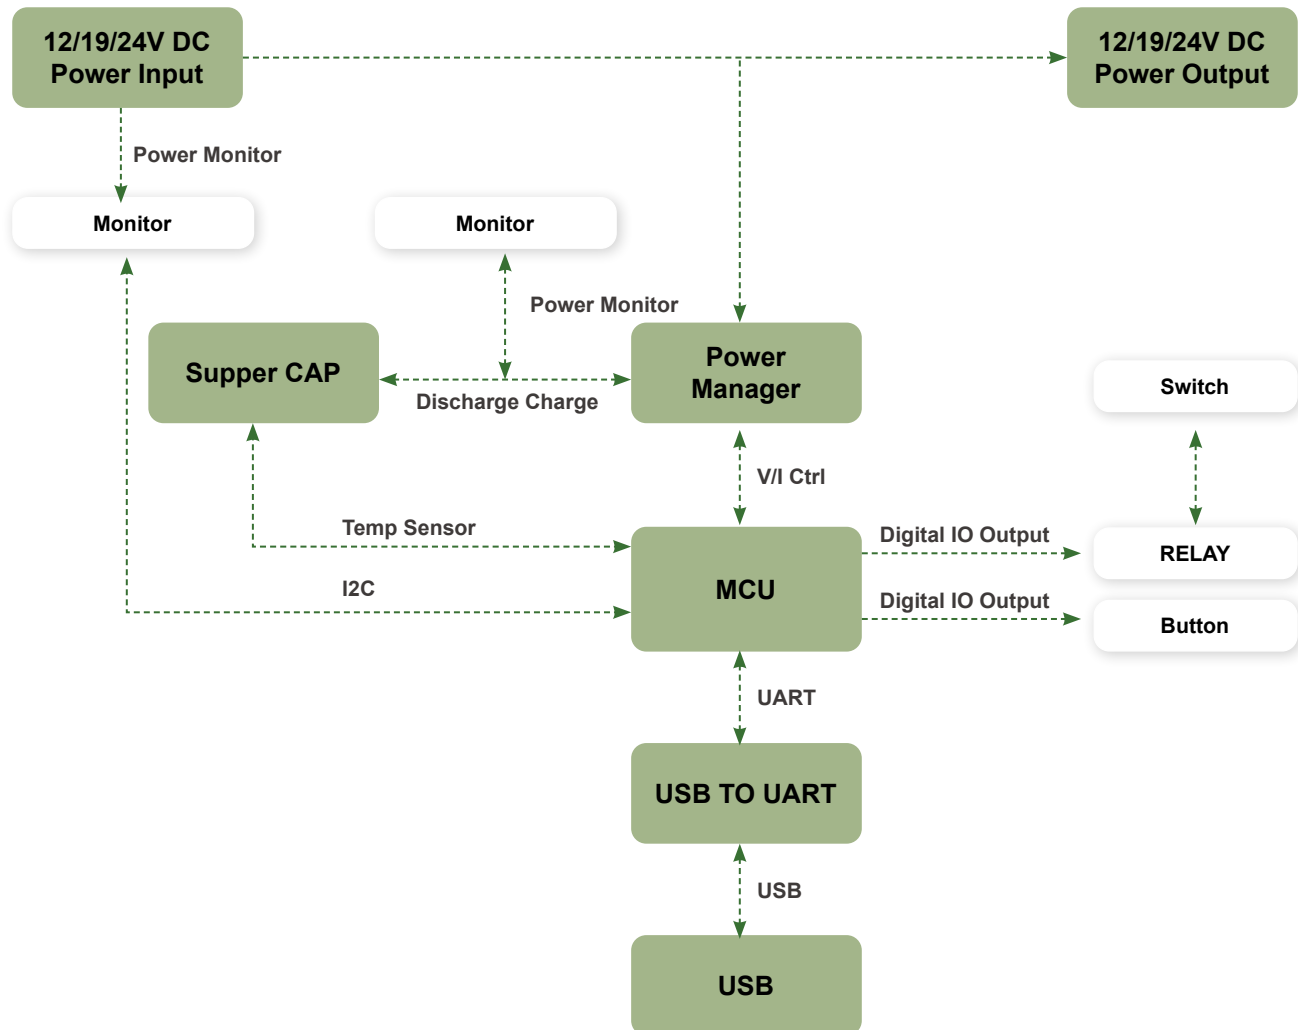 12/19/24V DC
Power Input
12/19/24V DC
Power Output
Power Monitor
Monitor
Monitor
Power Monitor
Supper CAP
Discharge Charge
Power
Manager
Switch
V/I Ctrl
Temp Sensor
I2C
MCU
Digital IO Output
RELAY
Digital IO Output
Button
UART
USB TO UART
USB
USB